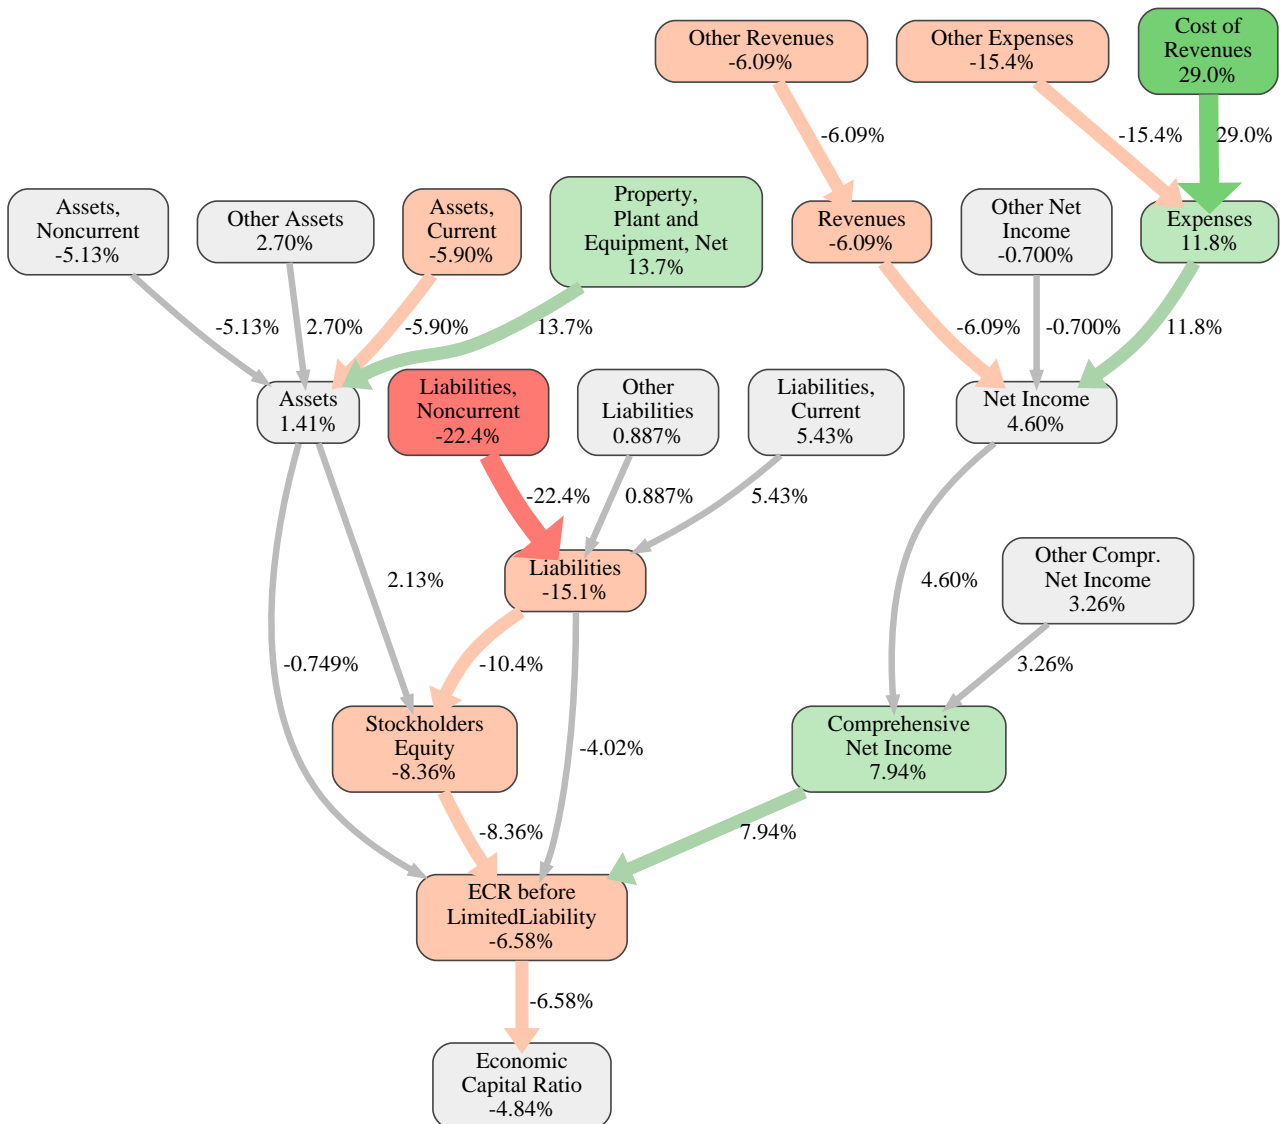 Other Revenues
-6.09%
Other Expenses
-15.4%
Cost of
Revenues
29.0%
-6.09%
-15.4%
29.0%
Assets,
Noncurrent
-5.13%
Other Assets
2.70%
Assets,
Current
-5.90%
Property,
Plant and
Equipment, Net
13.7%
Revenues
-6.09%
Other Net
Income
-0.700%
Expenses
11.8%
-5.13%
2.70%
-5.90%
13.7%
-6.09%
-0.700%
11.8%
Assets
1.41%
Liabilities,
Noncurrent
-22.4%
Other
Liabilities
0.887%
Liabilities,
Current
5.43%
Net Income
4.60%
-22.4%
0.887%
5.43%
2.13%
Liabilities
-15.1%
4.60%
Other Compr.
Net Income
3.26%
-0.749%
-10.4%
3.26%
Stockholders
Equity
-8.36%
-4.02%
Comprehensive
Net Income
7.94%
-8.36%
7.94%
ECR before
LimitedLiability
-6.58%
-6.58%
Economic
Capital Ratio
-4.84%